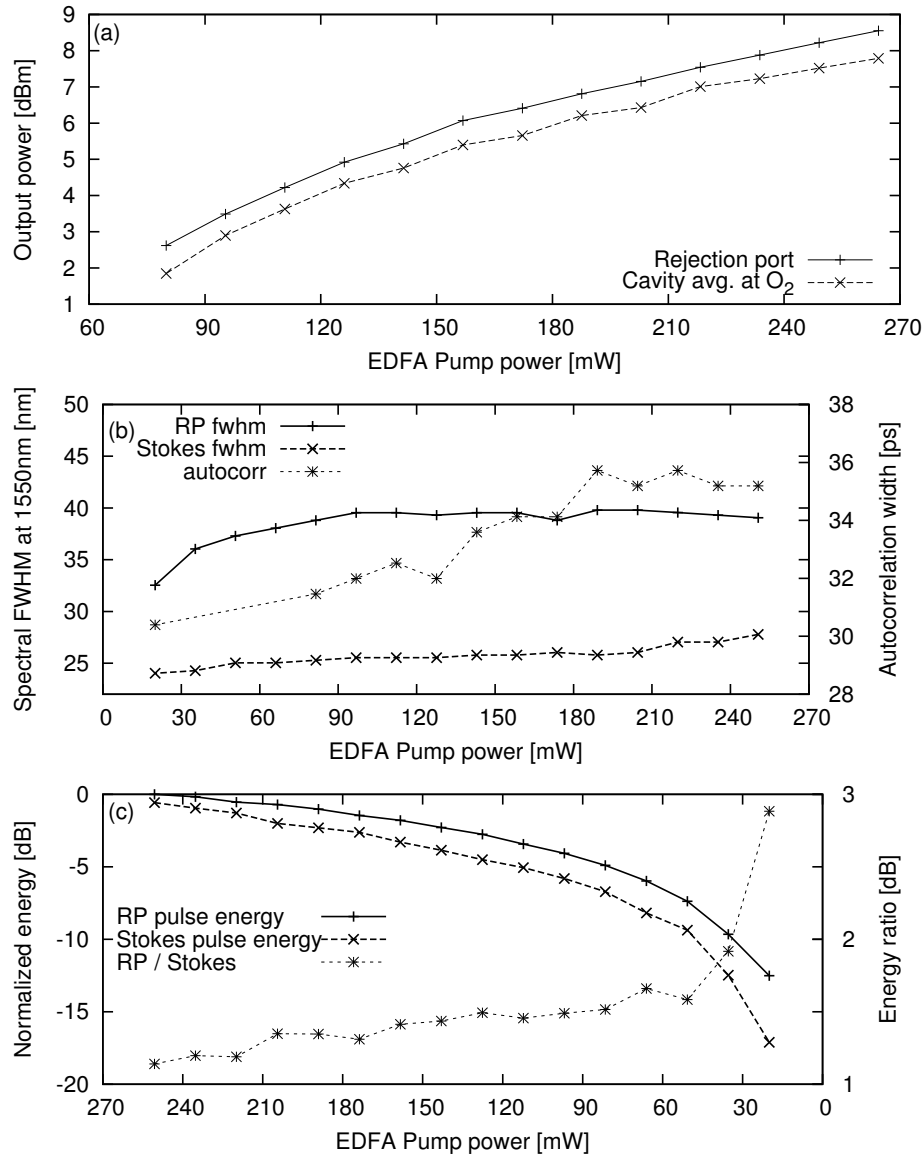 9
8
7
6
5
4
3
2
1
Output power [dBm]
(a)
Rejection port
Cavity avg. at O2
60 90 120 150 180 210 240 270
EDFA Pump power [mW]
50
45
40
35
30
25
Spectral FWHM at 1550nm [nm]
(b)
RP fwhm
Stokes fwhm
autocorr
38
36
34
32
30
28
Autocorrelation width [ps]
0 30 60 90 120 150 180 210 240 270
EDFA Pump power [mW]
0
-5
-10
-15
-20
Normalized energy [dB]
(c)
RP pulse energy
Stokes pulse energy
RP / Stokes
3
2
1
Energy ratio [dB]
270 240 210 180 150 120 90 60 30 0
EDFA Pump power [mW]